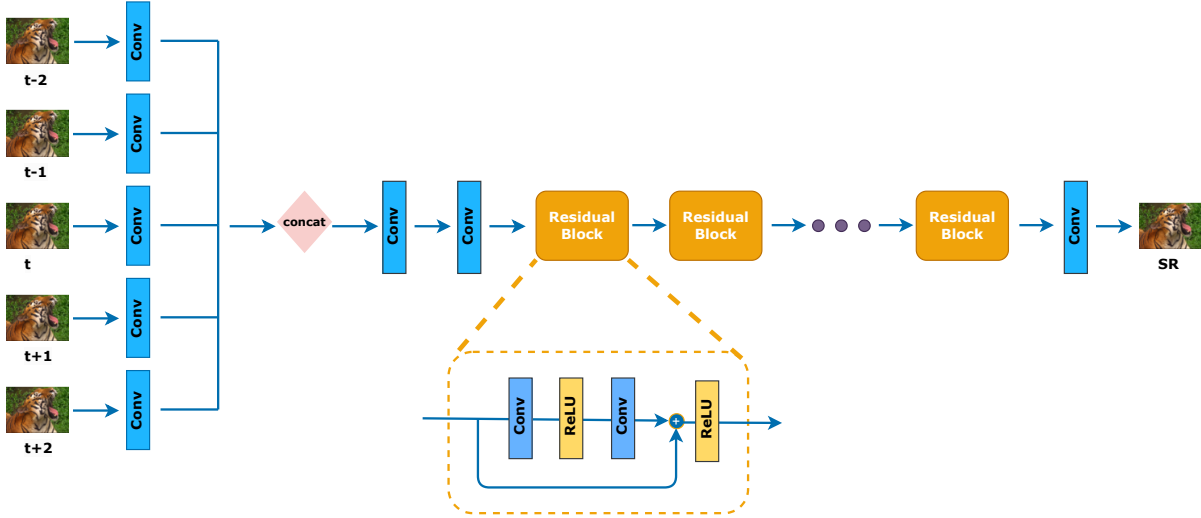 t-2
Conv
t-1
Conv
t
Conv
t+1
Conv
t+2
Conv
concat
Conv
Conv
Residual
Block
Residual
Block
Residual
Block
Conv
SR
Conv
ReLU
Conv
+
ReLU